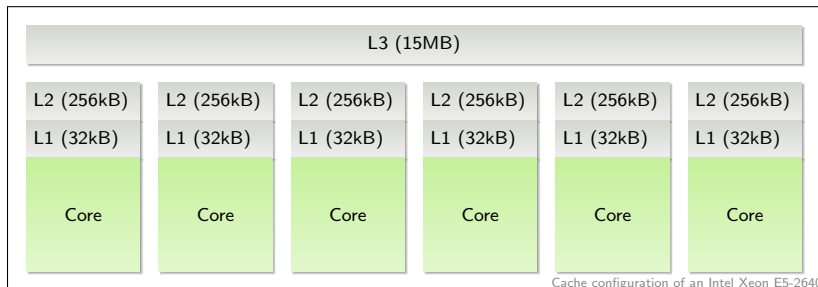 L3 (15MB)
L2 (256kB) L2 (256kB) L2 (256kB) L2 (256kB) L2 (256kB) L2 (256kB)
L1 (32kB) L1 (32kB) L1 (32kB) L1 (32kB) L1 (32kB) L1 (32kB)
Core Core Core Core Core Core
Cache configuration of an Intel Xeon E5-2640